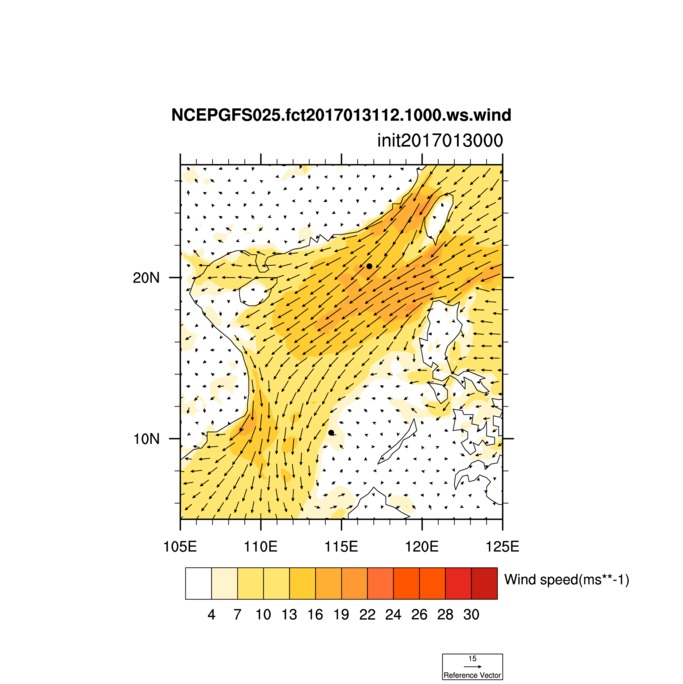 NCEPGFS025.fct2017013112.1000.ws.wind
init2017013000
20N
10N
105E 110E 115E 120E 125E
Wind speed(ms**-1)
4 7 10 13 16 19 22 24 26 28 30
15
Reference Vector